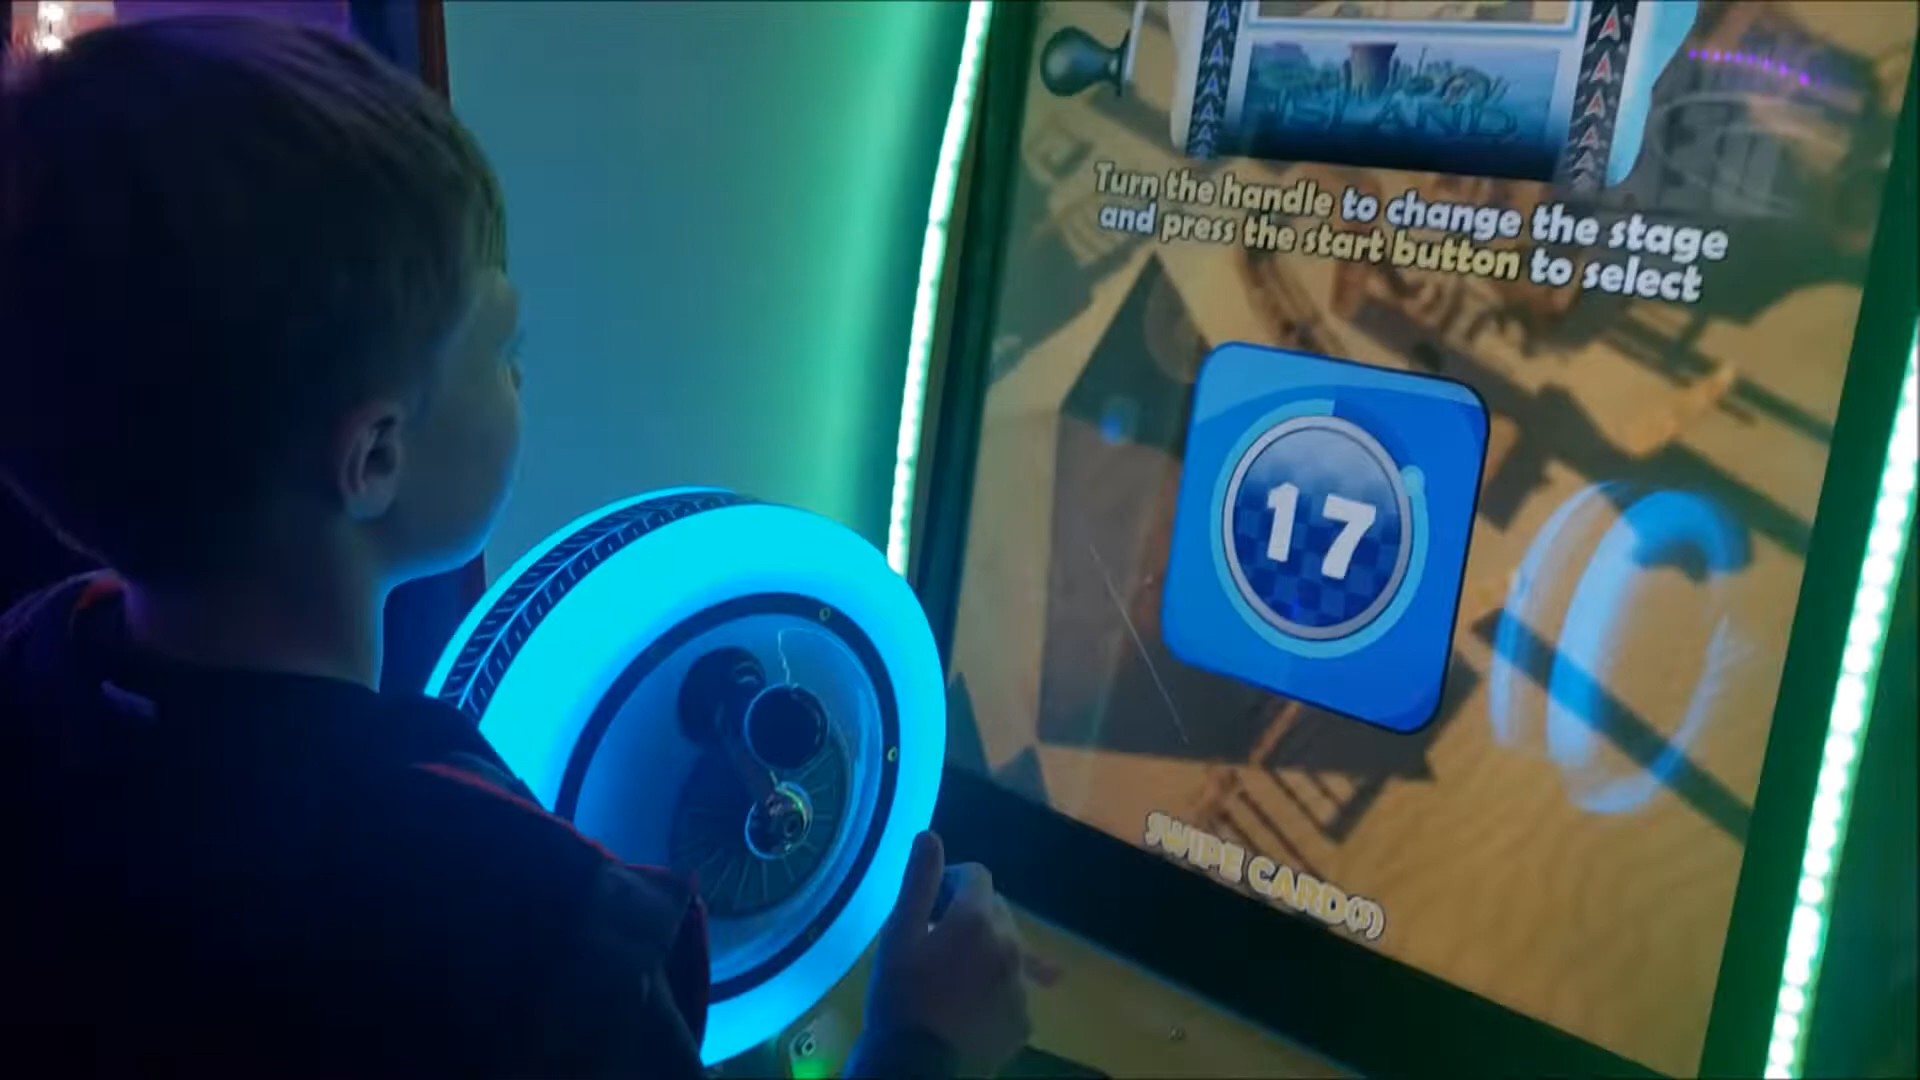 ISLAND
Turn the handle to change the stage
and press the start button to select
17
SWIPE CARD(S)